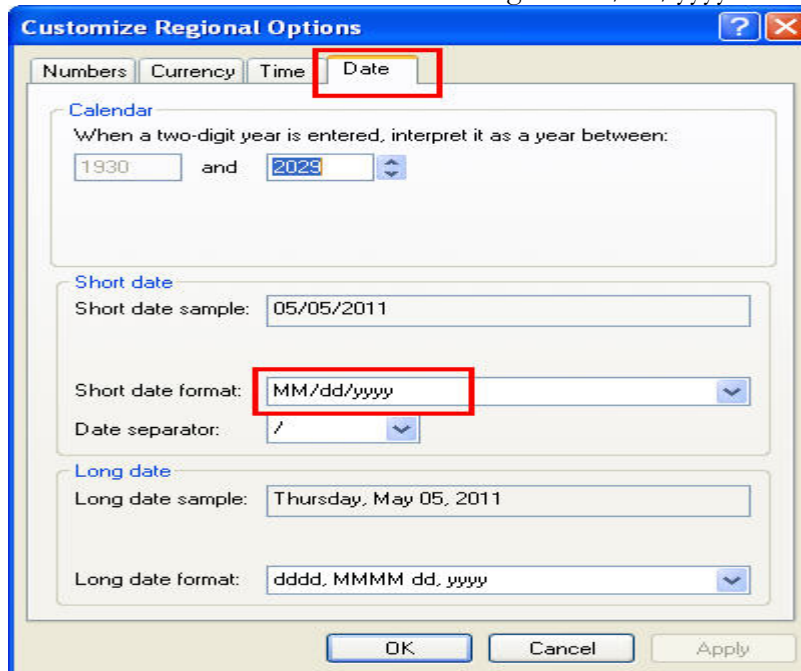 Customize Regional Options
Numbers Currency Time Date
Calendar
When a two-digit year is entered, interpret it as a year between:
1930 and 2029
Short date
Short date sample: 05/05/2011
Short date format: MM/dd/yyyy
Date separator: /
Long date
Long date sample: Thursday, May 05, 2011
Long date format: dddd, MMMM dd, yyyy
OK Cancel Apply